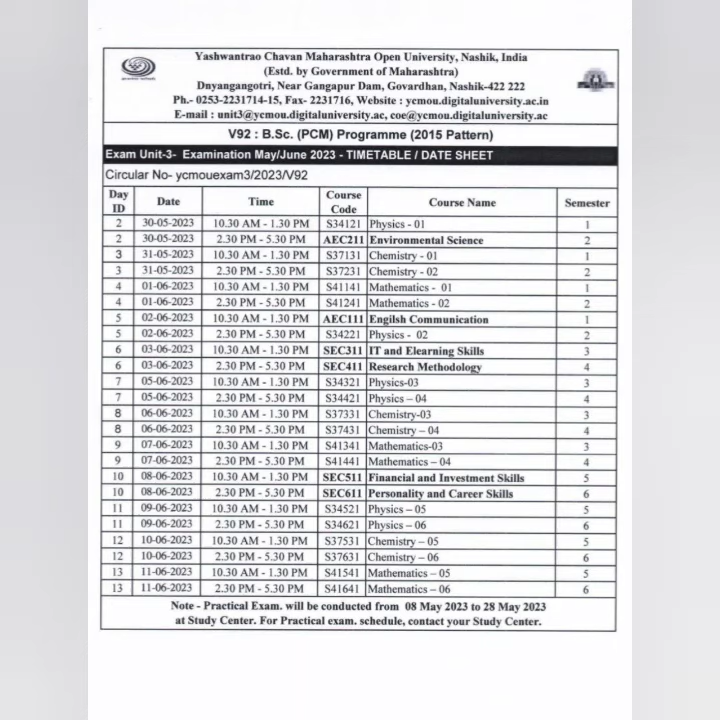 Yashwantrao Chavan Maharashtra Open University, Nashik, India
(Estd. by Government of Maharashtra)
Dnyangangotri, Near Gangapur Dam, Govardhan, Nashik-422 222
Ph.- 0253-2231714-15, Fax- 2231716, Website : ycmou.digitaluniversity.ac.in
E-mail : unit3@ycmou.digitaluniversity.ac, coe@ycmou.digitaluniversity.ac
V92 : B.Sc. (PCM) Programme (2015 Pattern)
Exam Unit-3- Examination May/June 2023 - TIMETABLE / DATE SHEET
Circular No- ycmouexam3/2023/V92
Day ID Date Time Course Code Course Name Semester
2 30-05-2023 10.30 AM - 1.30 PM S34121 Physics - 01 1
2 30-05-2023 2.30 PM - 5.30 PM AEC211 Environmental Science 2
3 31-05-2023 10.30 AM - 1.30 PM S37131 Chemistry - 01 1
3 31-05-2023 2.30 PM - 5.30 PM S37231 Chemistry - 02 2
4 01-06-2023 10.30 AM - 1.30 PM S41141 Mathematics - 01 1
4 01-06-2023 2.30 PM - 5.30 PM S41241 Mathematics - 02 2
5 02-06-2023 10.30 AM - 1.30 PM AEC111 Engilsh Communication 1
5 02-06-2023 2.30 PM - 5.30 PM S34221 Physics - 02 2
6 03-06-2023 10.30 AM - 1.30 PM SEC311 IT and Elearning Skills 3
6 03-06-2023 2.30 PM - 5.30 PM SEC411 Research Methodology 4
7 05-06-2023 10.30 AM - 1.30 PM S34321 Physics-03 3
7 05-06-2023 2.30 PM - 5.30 PM S34421 Physics – 04 4
8 06-06-2023 10.30 AM - 1.30 PM S37331 Chemistry-03 3
8 06-06-2023 2.30 PM - 5.30 PM S37431 Chemistry – 04 4
9 07-06-2023 10.30 AM - 1.30 PM S41341 Mathematics-03 3
9 07-06-2023 2.30 PM - 5.30 PM S41441 Mathematics – 04 4
10 08-06-2023 10.30 AM - 1.30 PM SEC511 Financial and Investment Skills 5
10 08-06-2023 2.30 PM - 5.30 PM SEC611 Personality and Career Skills 6
11 09-06-2023 10.30 AM - 1.30 PM S34521 Physics – 05 5
11 09-06-2023 2.30 PM - 5.30 PM S34621 Physics – 06 6
12 10-06-2023 10.30 AM - 1.30 PM S37531 Chemistry – 05 5
12 10-06-2023 2.30 PM - 5.30 PM S37631 Chemistry – 06 6
13 11-06-2023 10.30 AM - 1.30 PM S41541 Mathematics – 05 5
13 11-06-2023 2.30 PM - 5.30 PM S41641 Mathematics – 06 6
Note - Practical Exam. will be conducted from 08 May 2023 to 28 May 2023
at Study Center. For Practical exam. schedule, contact your Study Center.